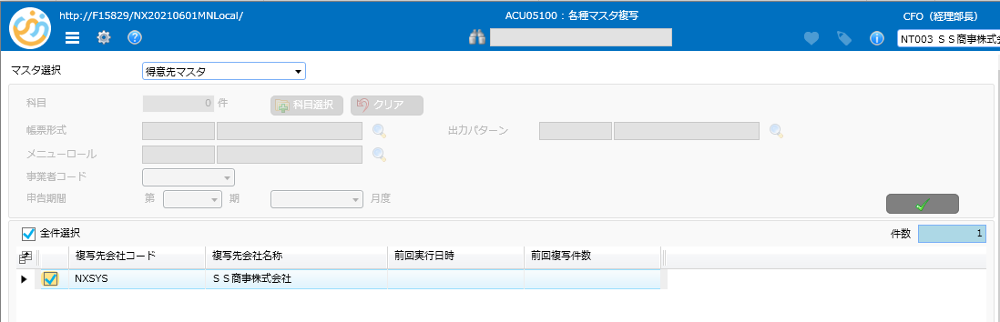 http://F15829/NX20210601MNLocal/ ACU05100：各種マスタ複写 CFO（経理部長）
NT003 ＳＳ商事株式会
マスタ選択 得意先マスタ
科目 0 件 科目選択 クリア
帳票形式 出力パターン
メニューロール
事業者コード
申告期間 第 期 月度
全件選択 件数 1
複写先会社コード 複写先会社名称 前回実行日時 前回複写件数
NXSYS ＳＳ商事株式会社